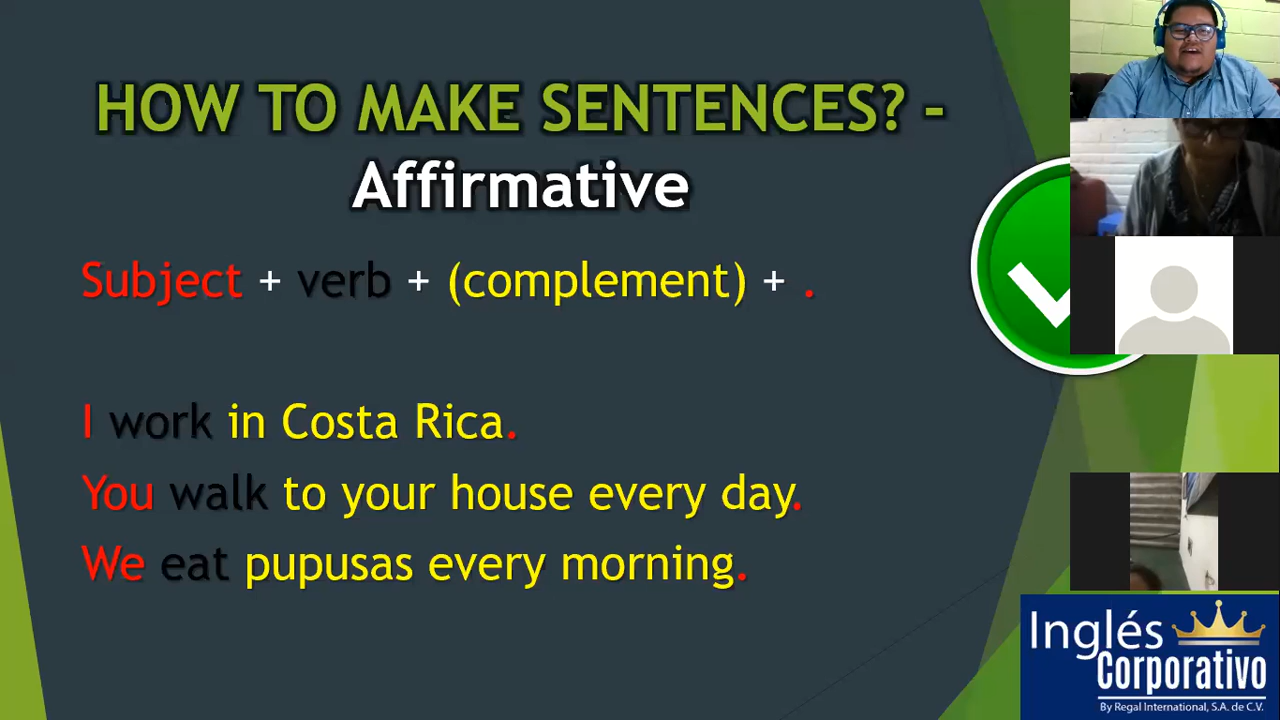 HOW TO MAKE SENTENCES? -
Affirmative
Subject + verb + (complement) + .
I work in Costa Rica.
You walk to your house every day.
We eat pupusas every morning.
Inglés
Corporativo
By Regal International, S.A. de C.V.